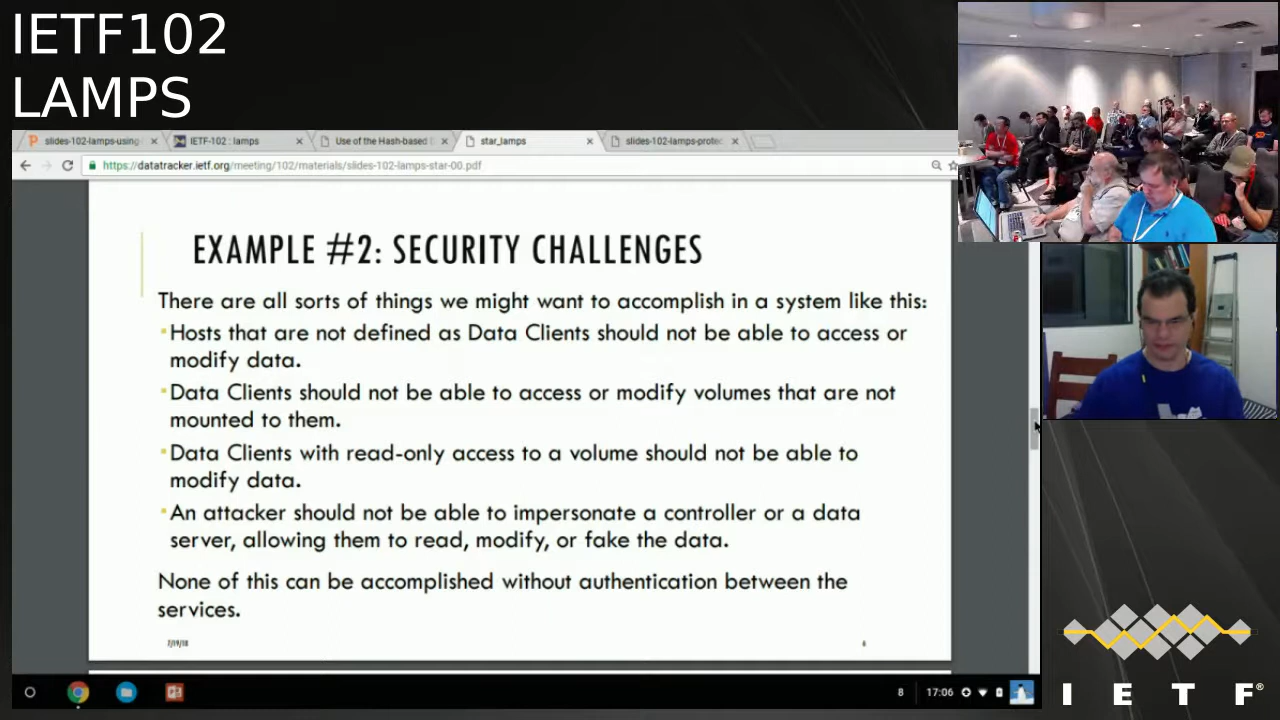 IETF102
LAMPS
slides-102-lamps-using
IETF-102 : lamps
Use of the Hash-based
star_lamps
slides-102-lamps-prote
https://datatracker.ietf.org/meeting/102/materials/slides-102-lamps-star-00.pdf
EXAMPLE #2: SECURITY CHALLENGES
There are all sorts of things we might want to accomplish in a system like this:
Hosts that are not defined as Data Clients should not be able to access or
modify data.
Data Clients should not be able to access or modify volumes that are not
mounted to them.
Data Clients with read-only access to a volume should not be able to
modify data.
An attacker should not be able to impersonate a controller or a data
server, allowing them to read, modify, or fake the data.
None of this can be accomplished without authentication between the
services.
7/19/18
8 17:06
I E T F®